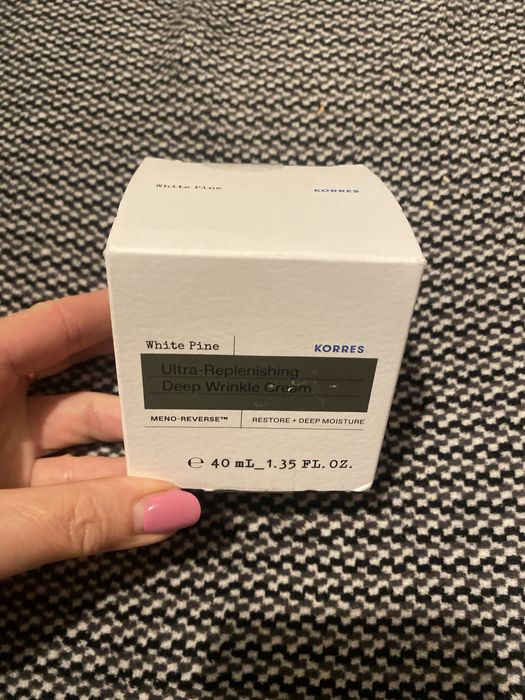 White Pine
KORRES
White Pine
KORRES
Ultra-Replenishing
Deep Wrinkle Cream
MENO-REVERSE™
RESTORE + DEEP MOISTURE
℮ 40 mL_1.35 FL. OZ.